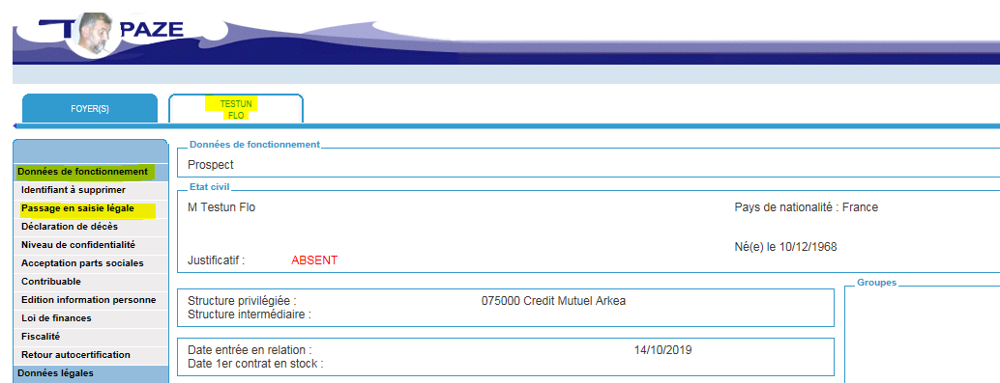 T PAZE
FOYER(S)
TESTUN
FLO
Données de fonctionnement
Identifiant à supprimer
Passage en saisie légale
Déclaration de décès
Niveau de confidentialité
Acceptation parts sociales
Contribuable
Edition information personne
Loi de finances
Fiscalité
Retour autocertification
Données légales
Données de fonctionnement
Prospect
Etat civil
M Testun Flo
Pays de nationalité : France
Né(e) le 10/12/1968
Justificatif : ABSENT
Structure privilégiée : 075000 Credit Mutuel Arkea
Structure intermédiaire :
Groupes
Date entrée en relation : 14/10/2019
Date 1er contrat en stock :